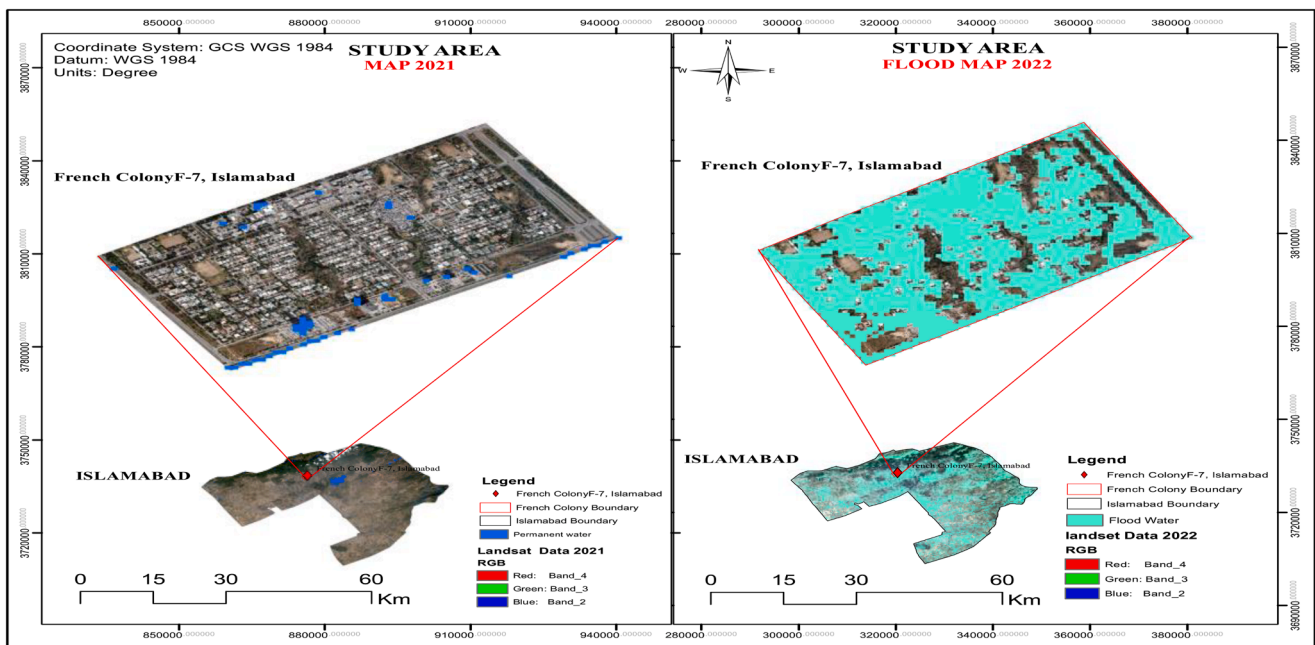 850000.000000 880000.000000 910000.000000 940000.000000
280000.000000 300000.000000 320000.000000 340000.000000 360000.000000 380000.000000
Coordinate System: GCS WGS 1984
Datum: WGS 1984
Units: Degree
STUDY AREA
MAP 2021
French ColonyF-7, Islamabad
ISLAMABAD
French ColonyF-7, Islamabad
Legend
French ColonyF-7, Islamabad
French Colony Boundary
Islamabad Boundary
Permanent water
Landsat Data 2021
RGB
Red: Band_4
Green: Band_3
Blue: Band_2
0 15 30 60
Km
3870000.000000
3840000.000000
3810000.000000
3780000.000000
3750000.000000
3720000.000000
850000.000000 880000.000000 910000.000000 940000.000000
N
W E
S
STUDY AREA
FLOOD MAP 2022
French ColonyF-7, Islamabad
ISLAMABAD
French ColonyF-7, Islamabad
Legend
French ColonyF-7, Islamabad
French Colony Boundary
Islamabad Boundary
Flood Water
landset Data 2022
RGB
Red: Band_4
Green: Band_3
Blue: Band_2
0 15 30 60
Km
3870000.000000
3840000.000000
3810000.000000
3780000.000000
3750000.000000
3720000.000000
3690000.000000
280000.000000 300000.000000 320000.000000 340000.000000 360000.000000 380000.000000